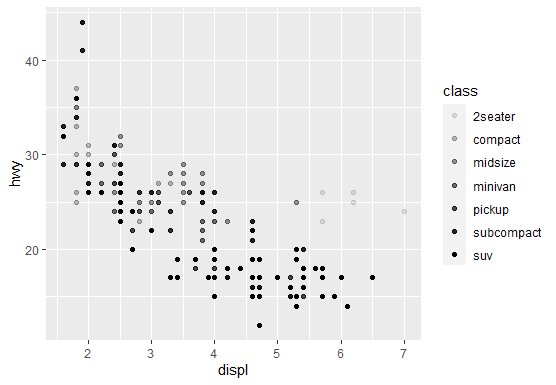 40
30
20
hwy
2 3 4 5 6 7
displ
class
2seater
compact
midsize
minivan
pickup
subcompact
suv